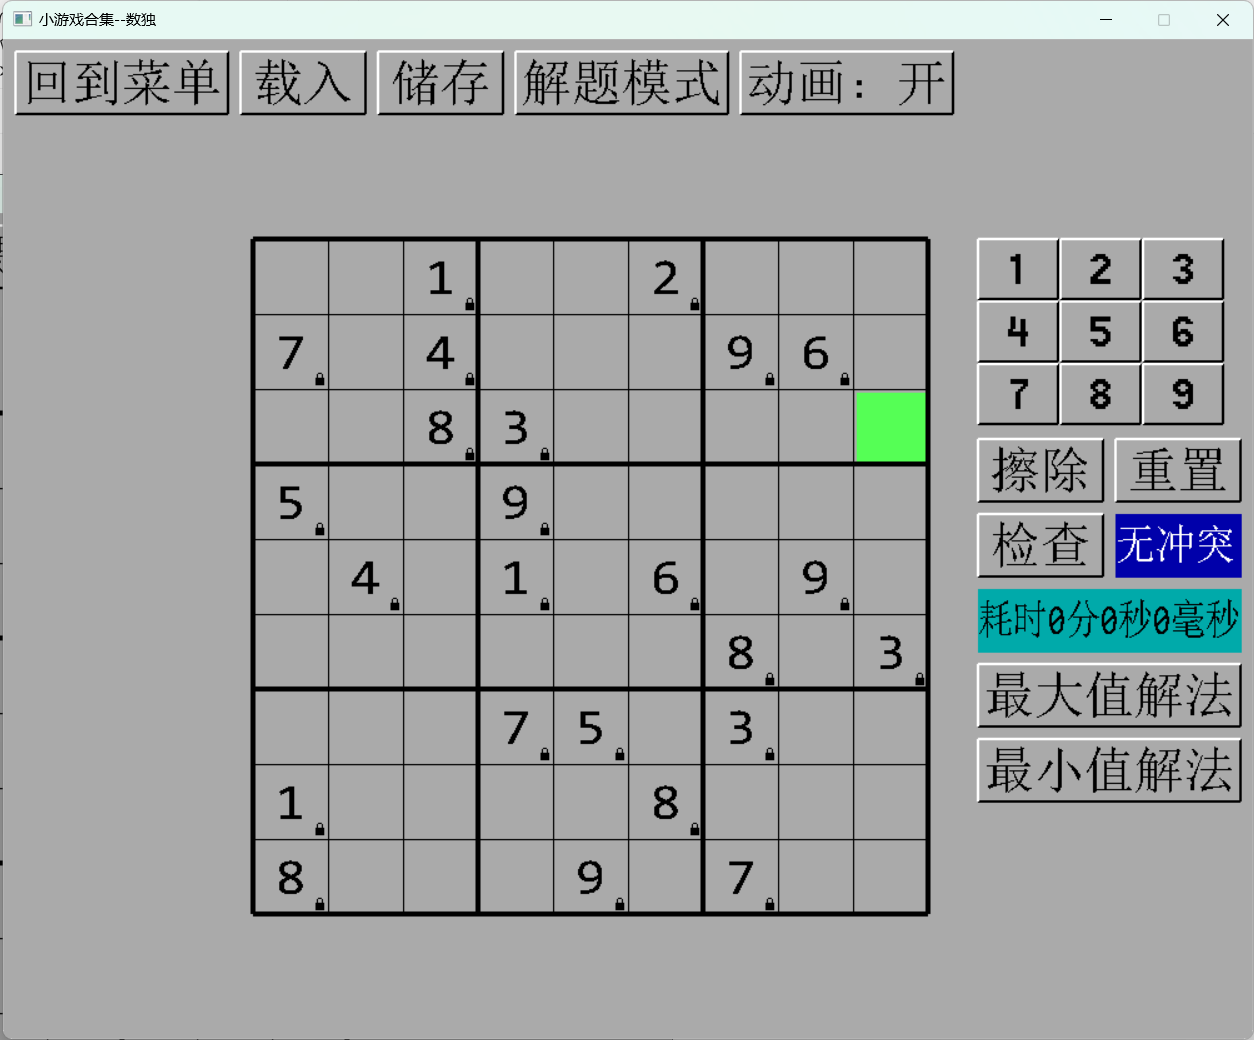 小游戏合集--数独
回到菜单 载入 储存 解题模式 动画：开
1 2
7 4 9 6
8 3
5 9
4 1 6 9
8 3
7 5 3
1 8
8 9 7
1 2 3
4 5 6
7 8 9
擦除 重置
检查 无冲突
耗时0分0秒0毫秒
最大值解法
最小值解法